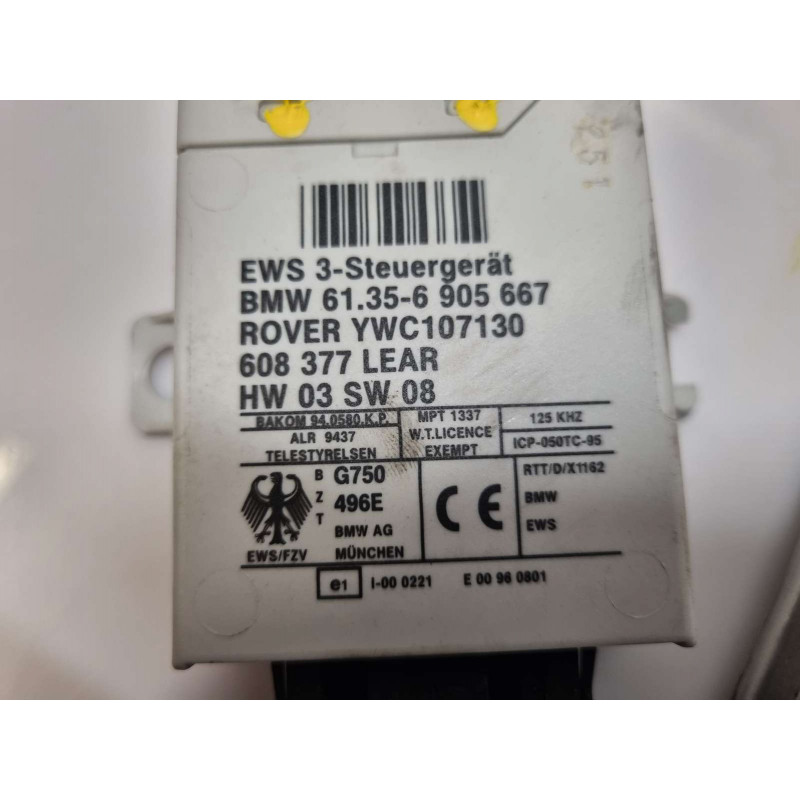 251
EWS 3-Steuergerät
BMW 61.35-6 905 667
ROVER YWC107130
608 377 LEAR
HW 03 SW 08
BAKOM 94.0580.K.P.
ALR 9437
TELESTYRELSEN
MPT 1337
W.T.LICENCE
EXEMPT
125 KHZ
ICP-050TC-95
B
Z
T
G750
496E
BMW AG
MÜNCHEN
EWS/FZV
CE
RTT/D/X1162
BMW
EWS
e1
I-00 0221
E 00 96 0801